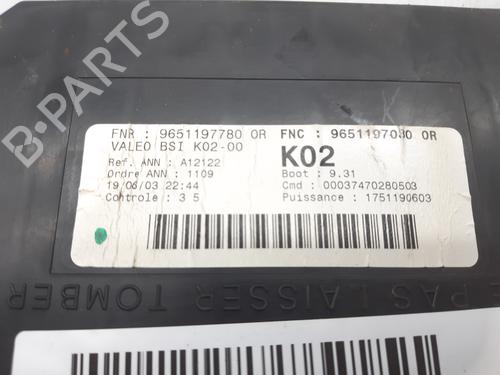 B-PARTS
FNR : 9651197780 0R FNC : 9651197080 0R
VALEO BSI K02-00 K02
Ref. ANN : A12122 Boot : 9.31
Ordre ANN : 1109 Cmd : 00037470280503
19/06/03 22:44 Puissance : 1751190603
Controle : 3 5
PAS LAISSER TOMBER